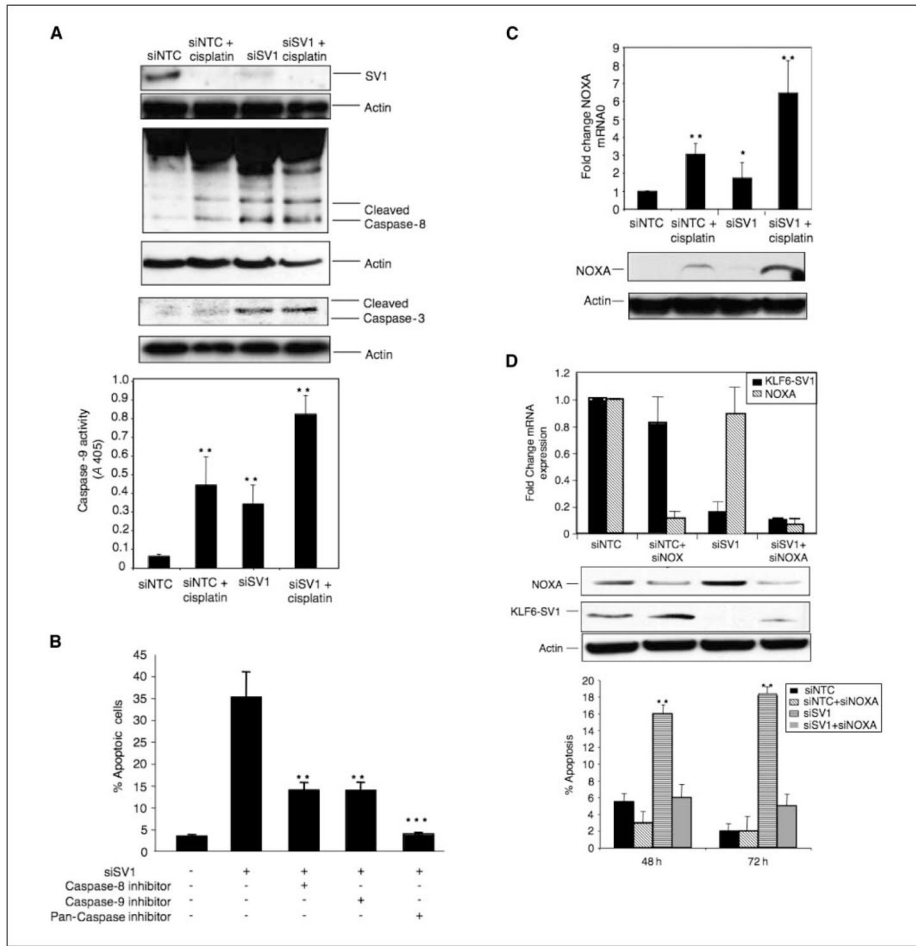 A
siNTC
siNTC +
cisplatin
siSV1
siSV1 +
cisplatin
SV1
Actin
Cleaved
Caspase-8
Actin
Cleaved
Caspase-3
Actin
Caspase -9 activity
(A 405)
1.0
0.9
0.8
0.7
0.6
0.5
0.4
0.3
0.2
0.1
0
**
**
**
siNTC
siNTC +
cisplatin
siSV1
siSV1 +
cisplatin
B
% Apoptoic cells
45
40
35
30
25
20
15
10
5
0
**
**
***
siSV1 - + + + +
Caspase-8 inhibitor - - + - -
Caspase-9 inhibitor - - - + -
Pan-Caspase inhibitor - - - - +
C
Fold change NOXA
mRNA0
9
8
7
6
5
4
3
2
1
0
**
*
**
siNTC
siNTC +
cisplatin
siSV1
siSV1 +
cisplatin
NOXA
Actin
D
Fold Change mRNA
expression
1.2
1.0
0.8
0.6
0.4
0.2
0
KLF6-SV1
NOXA
siNTC
siNTC+
siNOX
siSV1
siSV1+
siNOXA
NOXA
KLF6-SV1
Actin
% Apoptosis
20
18
16
14
12
10
8
6
4
2
0
**
**
siNTC
siNTC+siNOXA
siSV1
siSV1+siNOXA
48 h
72 h